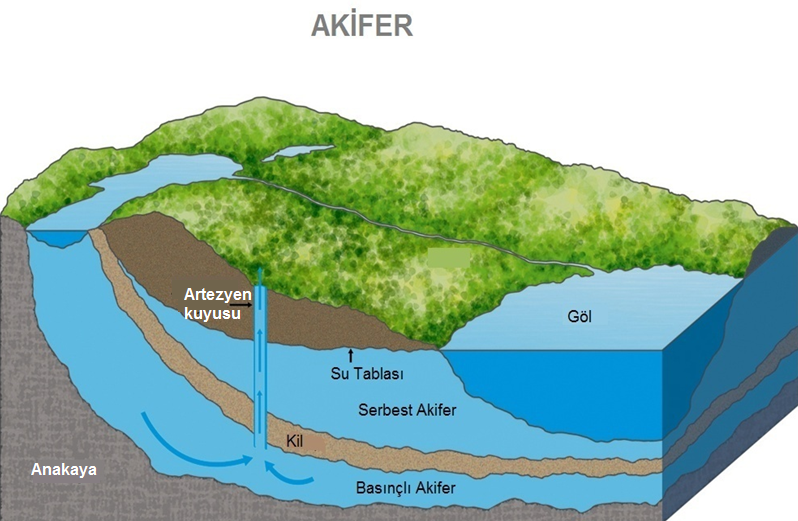 AKİFER
Artezyen
kuyusu
Göl
Su Tablası
Serbest Akifer
Kil
Anakaya
Basınçlı Akifer